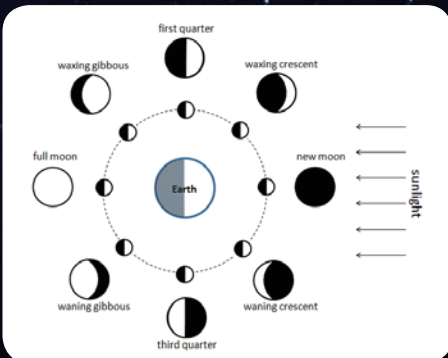 first quarter
waxing gibbous
waxing crescent
full moon
new moon
Earth
sunlight
waning gibbous
waning crescent
third quarter